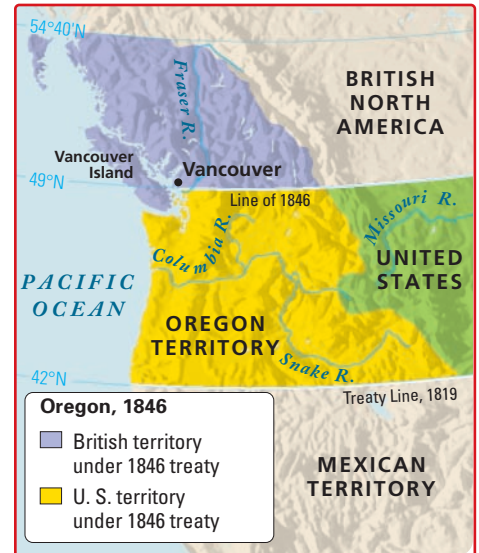 54°40'N
Fraser R.
BRITISH
NORTH
AMERICA
Vancouver
Island
Vancouver
49°N
Line of 1846
Missouri R.
Columbia R.
UNITED
STATES
PACIFIC
OCEAN
OREGON
TERRITORY
Snake R.
42°N
Treaty Line, 1819
Oregon, 1846
British territory
under 1846 treaty
U. S. territory
under 1846 treaty
MEXICAN
TERRITORY